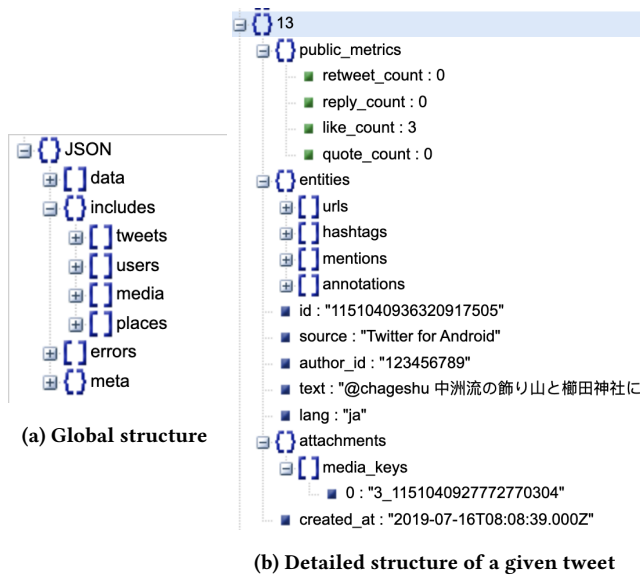 JSON
data
includes
tweets
users
media
places
errors
meta
(a) Global structure
13
public_metrics
retweet_count : 0
reply_count : 0
like_count : 3
quote_count : 0
entities
urls
hashtags
mentions
annotations
id : "1151040936320917505"
source : "Twitter for Android"
author_id : "123456789"
text : "@chageshu 中洲流の飾り山と櫛田神社に
lang : "ja"
attachments
media_keys
0 : "3_1151040927772770304"
created_at : "2019-07-16T08:08:39.000Z"
(b) Detailed structure of a given tweet